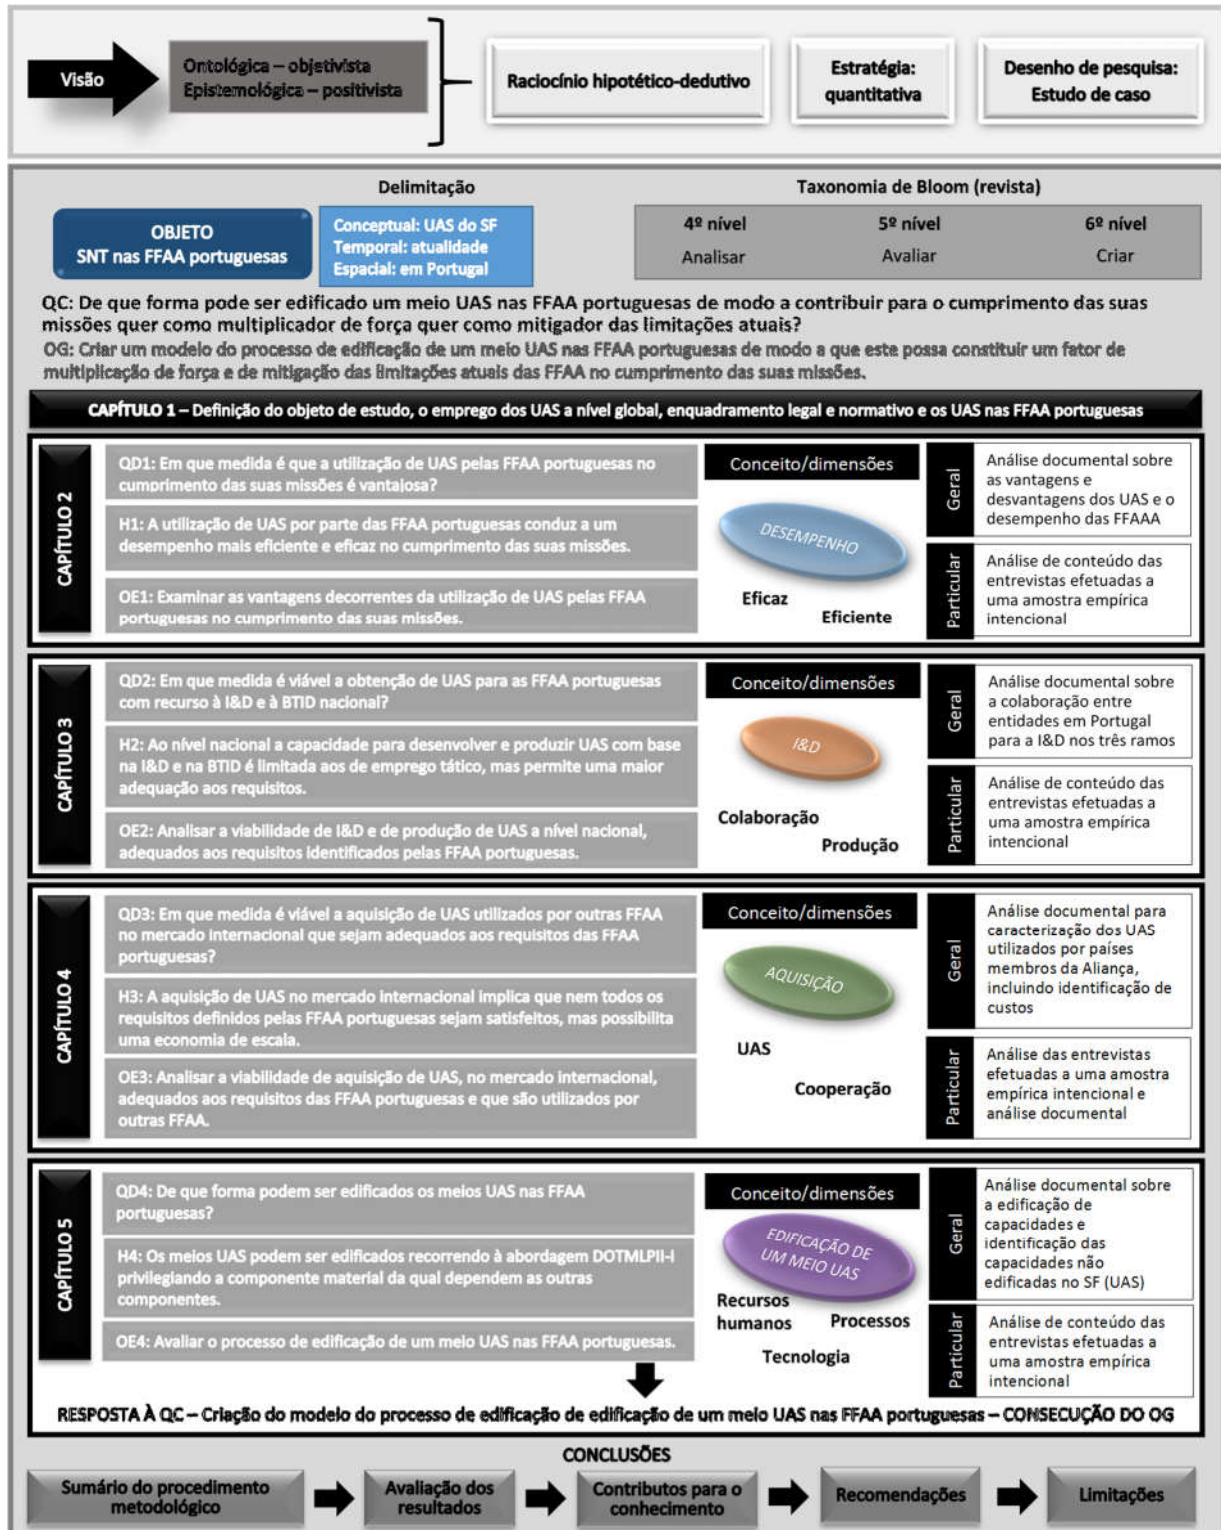 Visão
Ontológica – objetivista
Epistemológica – positivista
Raciocínio hipotético-dedutivo
Estratégia:
quantitativa
Desenho de pesquisa:
Estudo de caso
Delimitação
Taxonomia de Bloom (revista)
OBJETO
SNT nas FFAA portuguesas
Conceptual: UAS do SF
Temporal: atualidade
Espacial: em Portugal
4º nível
Analisar
5º nível
Avaliar
6º nível
Criar
QC: De que forma pode ser edificado um meio UAS nas FFAA portuguesas de modo a contribuir para o cumprimento das suas
missões quer como multiplicador de força quer como mitigador das limitações atuais?
OG: Criar um modelo do processo de edificação de um meio UAS nas FFAA portuguesas de modo a que este possa constituir um fator de
multiplicação de força e de mitigação das limitações atuais das FFAA no cumprimento das suas missões.
CAPÍTULO 1 – Definição do objeto de estudo, o emprego dos UAS a nível global, enquadramento legal e normativo e os UAS nas FFAA portuguesas
CAPÍTULO 2
QD1: Em que medida é que a utilização de UAS pelas FFAA portuguesas no
cumprimento das suas missões é vantajosa?
H1: A utilização de UAS por parte das FFAA portuguesas conduz a um
desempenho mais eficiente e eficaz no cumprimento das suas missões.
OE1: Examinar as vantagens decorrentes da utilização de UAS pelas FFAA
portuguesas no cumprimento das suas missões.
Conceito/dimensões
DESEMPENHO
Eficaz
Eficiente
Geral
Análise documental sobre
as vantagens e
desvantagens dos UAS e o
desempenho das FFAAA
Particular
Análise de conteúdo das
entrevistas efetuadas a
uma amostra empírica
intencional
CAPÍTULO 3
QD2: Em que medida é viável a obtenção de UAS para as FFAA portuguesas
com recurso à I&D e à BTID nacional?
H2: Ao nível nacional a capacidade para desenvolver e produzir UAS com base
na I&D e na BTID é limitada aos de emprego tático, mas permite uma maior
adequação aos requisitos.
OE2: Analisar a viabilidade de I&D e de produção de UAS a nível nacional,
adequados aos requisitos identificados pelas FFAA portuguesas.
Conceito/dimensões
I&D
Colaboração
Produção
Geral
Análise documental sobre
a colaboração entre
entidades em Portugal
para a I&D nos três ramos
Particular
Análise de conteúdo das
entrevistas efetuadas a
uma amostra empírica
intencional
CAPÍTULO 4
QD3: Em que medida é viável a aquisição de UAS utilizados por outras FFAA
no mercado internacional que sejam adequados aos requisitos das FFAA
portuguesas?
H3: A aquisição de UAS no mercado internacional implica que nem todos os
requisitos definidos pelas FFAA portuguesas sejam satisfeitos, mas possibilita
uma economia de escala.
OE3: Analisar a viabilidade de aquisição de UAS, no mercado internacional,
adequados aos requisitos das FFAA portuguesas e que são utilizados por
outras FFAA.
Conceito/dimensões
AQUISIÇÃO
UAS
Cooperação
Geral
Análise documental para
caracterização dos UAS
utilizados por países
membros da Aliança,
incluindo identificação de
custos
Particular
Análise das entrevistas
efetuadas a uma amostra
empírica intencional e
análise documental
CAPÍTULO 5
QD4: De que forma podem ser edificados os meios UAS nas FFAA
portuguesas?
H4: Os meios UAS podem ser edificados recorrendo à abordagem DOTMLPII-I
privilegiando a componente material da qual dependem as outras
componentes.
OE4: Avaliar o processo de edificação de um meio UAS nas FFAA portuguesas.
Conceito/dimensões
EDIFICAÇÃO DE
UM MEIO UAS
Recursos
humanos
Processos
Tecnologia
Geral
Análise documental sobre
a edificação de
capacidades e
identificação das
capacidades não
edificadas no SF (UAS)
Particular
Análise de conteúdo das
entrevistas efetuadas a
uma amostra empírica
intencional
RESPOSTA À QC – Criação do modelo do processo de edificação de edificação de um meio UAS nas FFAA portuguesas – CONSECUÇÃO DO OG
CONCLUSÕES
Sumário do procedimento
metodológico
Avaliação dos
resultados
Contributos para o
conhecimento
Recomendações
Limitações